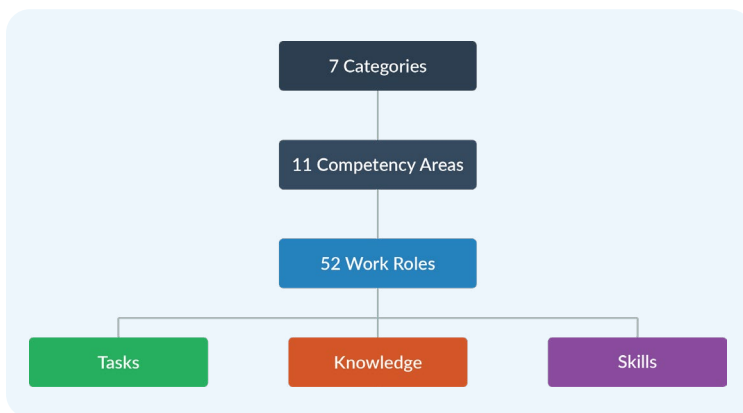 7 Categories
11 Competency Areas
52 Work Roles
Tasks
Knowledge
Skills